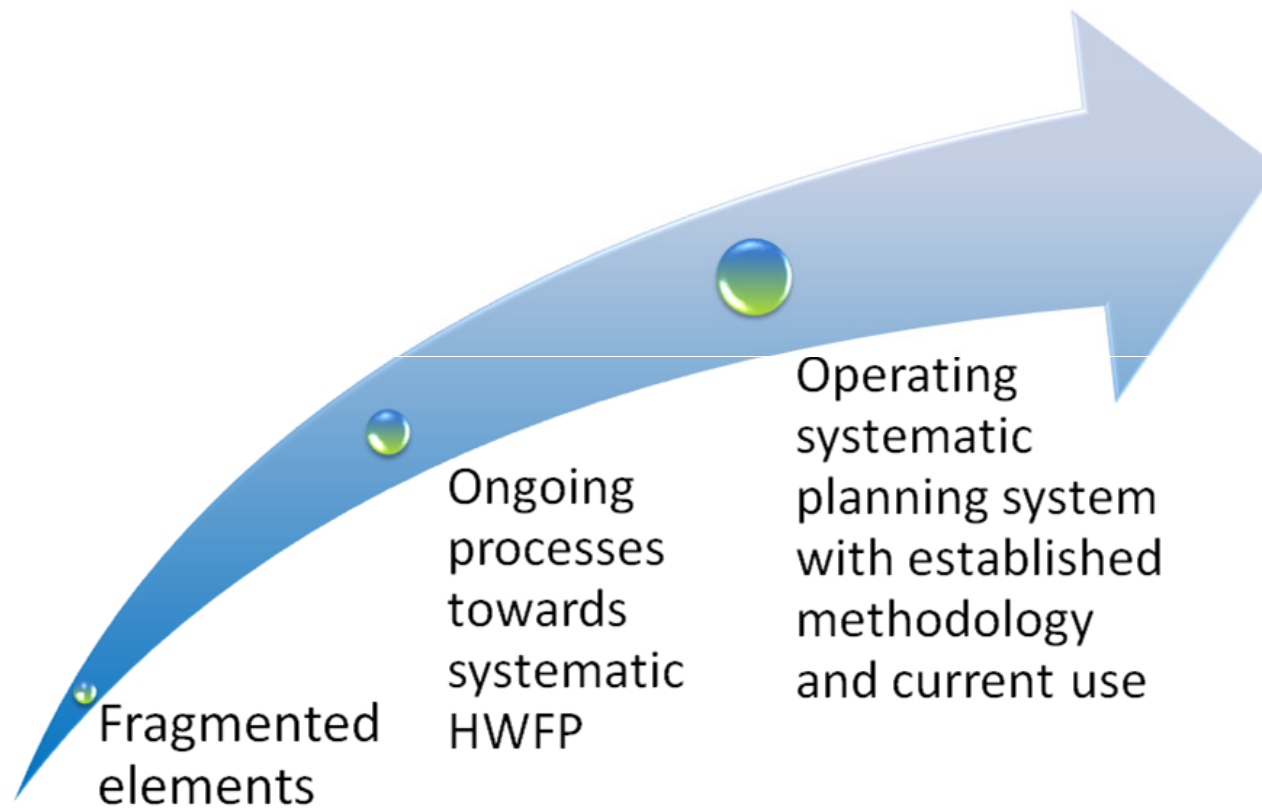 Fragmented
elements
Ongoing
processes
towards
systematic
HWFP
Operating
systematic
planning system
with established
methodology
and current use